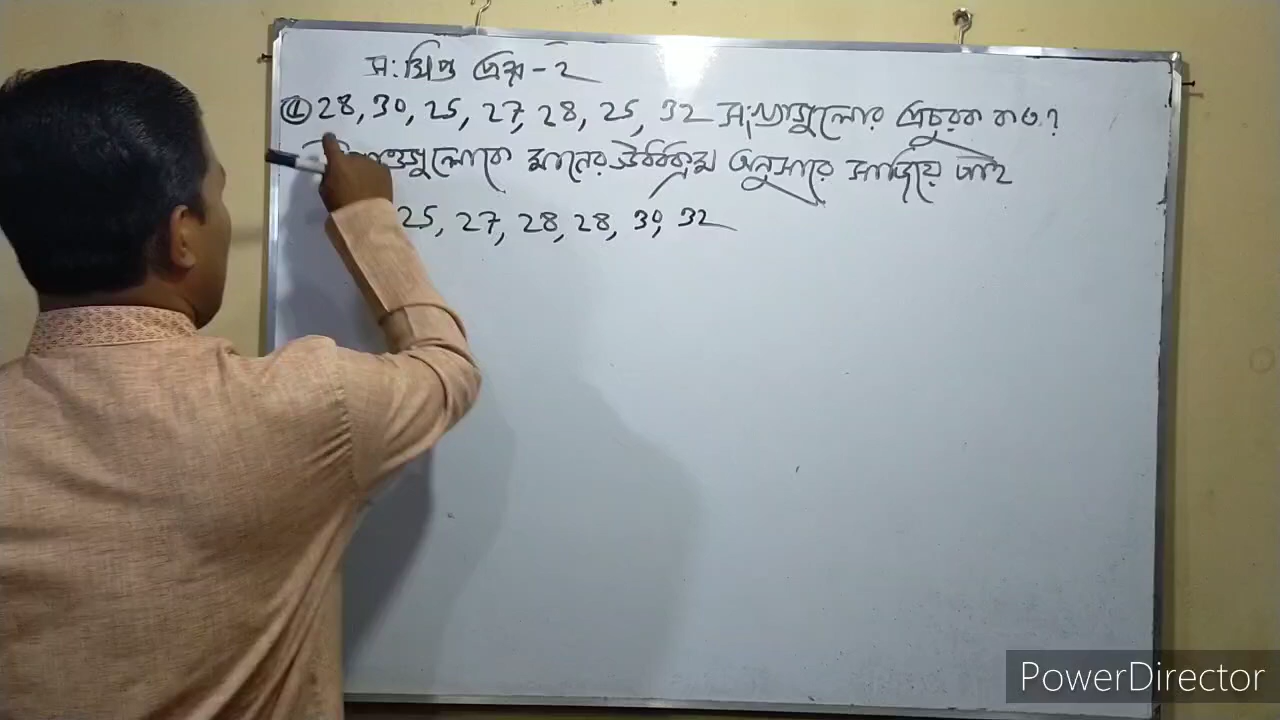 সংক্ষিপ্ত প্রশ্ন-2
① 28, 30, 25, 27, 28, 25, 32 সংখ্যাগুলোর প্রচুরক কত?
মানের ঊর্ধ্বক্রম অনুসারে সাজিয়ে পাই
25, 27, 28, 28, 30, 32
PowerDirector